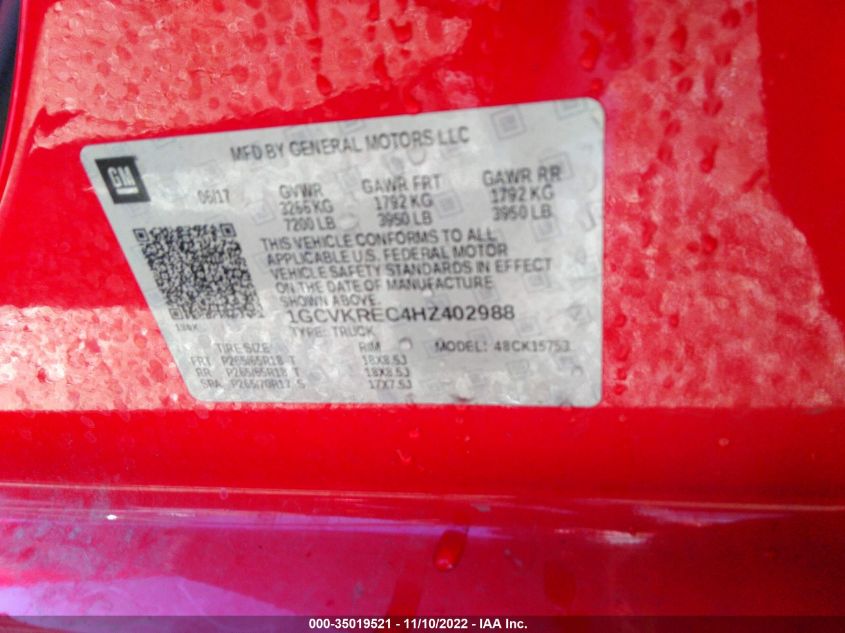 MFD BY GENERAL MOTORS LLC
GM
06/17 GVWR GAWR FRT GAWR RR
3266 KG 1792 KG 1792 KG
7200 LB 3950 LB 3950 LB
THIS VEHICLE CONFORMS TO ALL
APPLICABLE U.S. FEDERAL MOTOR
VEHICLE SAFETY STANDARDS IN EFFECT
ON THE DATE OF MANUFACTURE
SHOWN ABOVE.
1GCVKREC4HZ402988
TYPE: TRUCK
TIRE SIZE RIM MODEL: 48CK15753
FRT P265/65R18 T 18X8.5J
RR P265/65R18 T 18X8.5J
SPA P265/70R17 S 17X7.5J
000-35019521 - 11/10/2022 - IAA Inc.